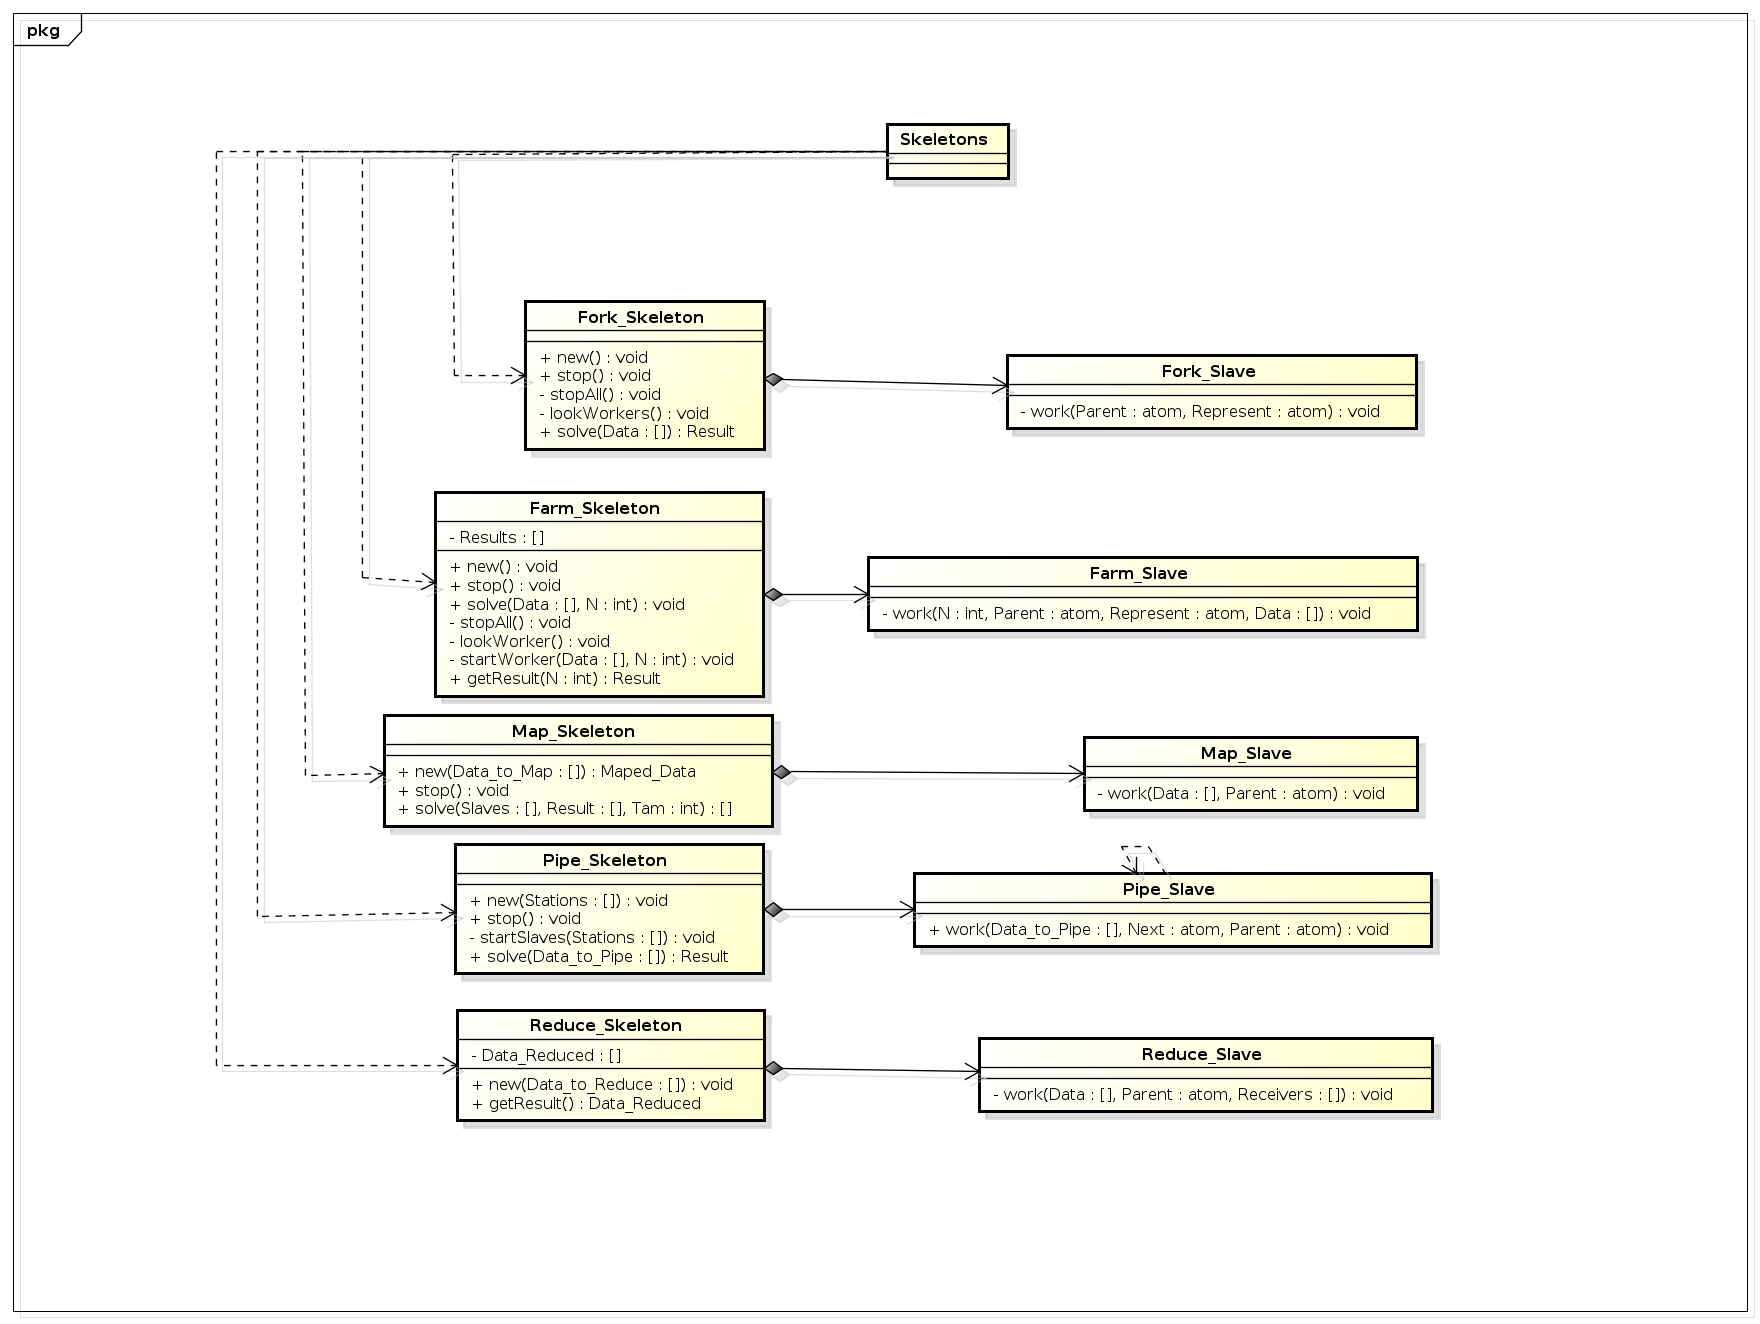 pkg
Skeletons
Fork_Skeleton
+ new() : void
+ stop() : void
- stopAll() : void
- lookWorkers() : void
+ solve(Data : []) : Result
Fork_Slave
- work(Parent : atom, Represent : atom) : void
Farm_Skeleton
- Results : []
+ new() : void
+ stop() : void
+ solve(Data : [], N : int) : void
- stopAll() : void
- lookWorker() : void
- startWorker(Data : [], N : int) : void
+ getResult(N : int) : Result
Farm_Slave
- work(N : int, Parent : atom, Represent : atom, Data : []) : void
Map_Skeleton
+ new(Data_to_Map : []) : Maped_Data
+ stop() : void
+ solve(Slaves : [], Result : [], Tam : int) : []
Map_Slave
- work(Data : [], Parent : atom) : void
Pipe_Skeleton
+ new(Stations : []) : void
+ stop() : void
- startSlaves(Stations : []) : void
+ solve(Data_to_Pipe : []) : Result
Pipe_Slave
+ work(Data_to_Pipe : [], Next : atom, Parent : atom) : void
Reduce_Skeleton
- Data_Reduced : []
+ new(Data_to_Reduce : []) : void
+ getResult() : Data_Reduced
Reduce_Slave
- work(Data : [], Parent : atom, Receivers : []) : void